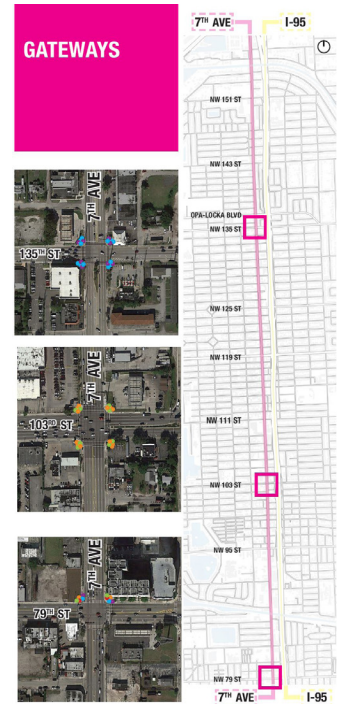 GATEWAYS
7TH AVE
135TH ST
7TH AVE
103RD ST
7TH AVE
79TH ST
7TH AVE
I-95
NW 151 ST
NW 143 ST
OPA-LOCKA BLVD
NW 135 ST
NW 125 ST
NW 119 ST
NW 111 ST
NW 103 ST
NW 95 ST
NW 79 ST
7TH AVE
I-95